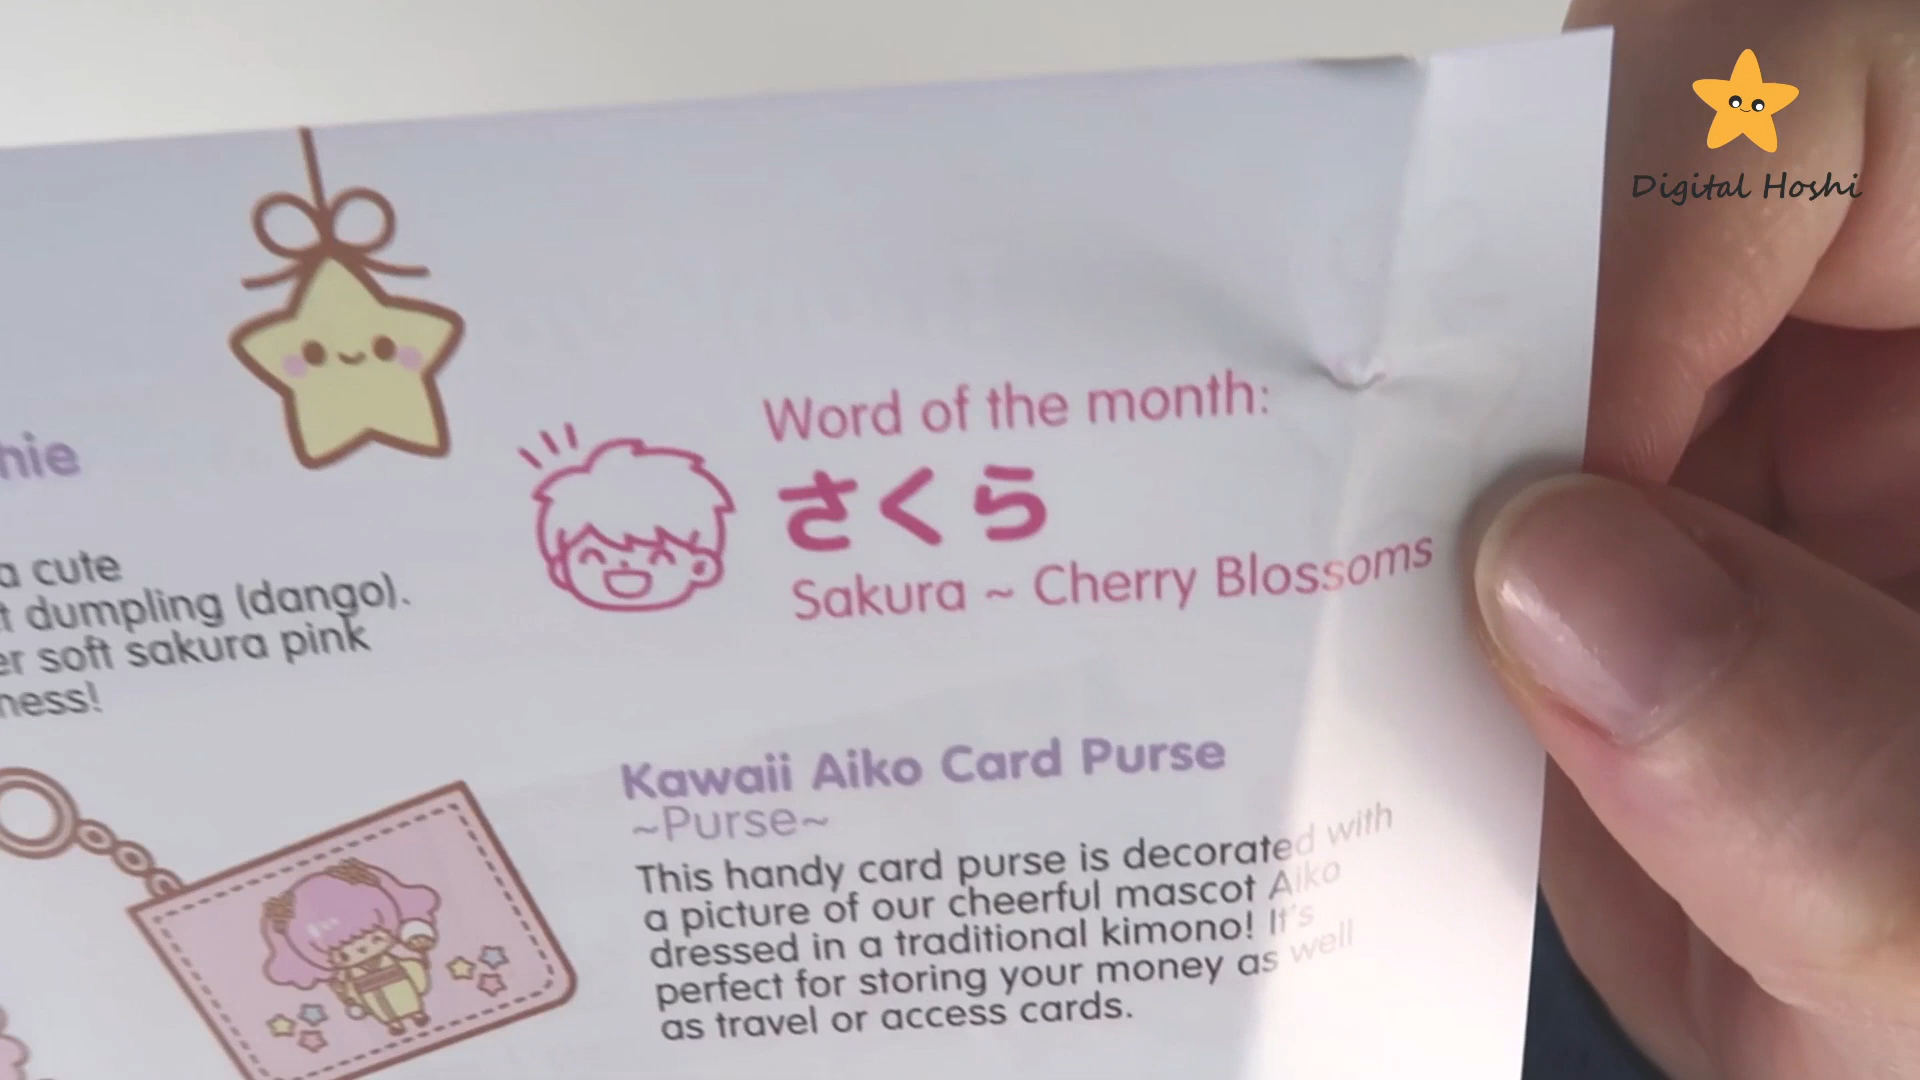 Digital Hoshi
Word of the month:
さくら
Sakura ~ Cherry Blossoms
hie
a cute
t dumpling (dango).
er soft sakura pink
ness!
Kawaii Aiko Card Purse
~Purse~
This handy card purse is decorated with
a picture of our cheerful mascot Aiko
dressed in a traditional kimono! It's
perfect for storing your money as well
as travel or access cards.